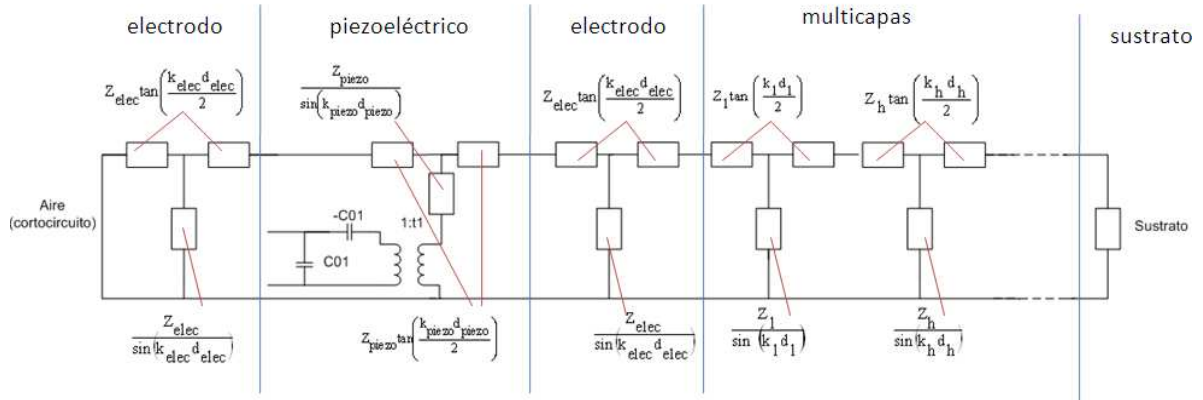 electrodo
piezoeléctrico
electrodo
multicapas
sustrato
Z_elec tan(k_elec d_elec / 2)
Z_piezo / sin(k_piezo d_piezo)
Z_elec tan(k_elec d_elec / 2)
Z_1 tan(k_1 d_1 / 2)
Z_h tan(k_h d_h / 2)
Aire
(cortocircuito)
-C01
1:t1
C01
Sustrato
Z_elec / sin(k_elec d_elec)
Z_piezo tan(k_piezo d_piezo / 2)
Z_elec / sin(k_elec d_elec)
Z_1 / sin(k_1 d_1)
Z_h / sin(k_h d_h)